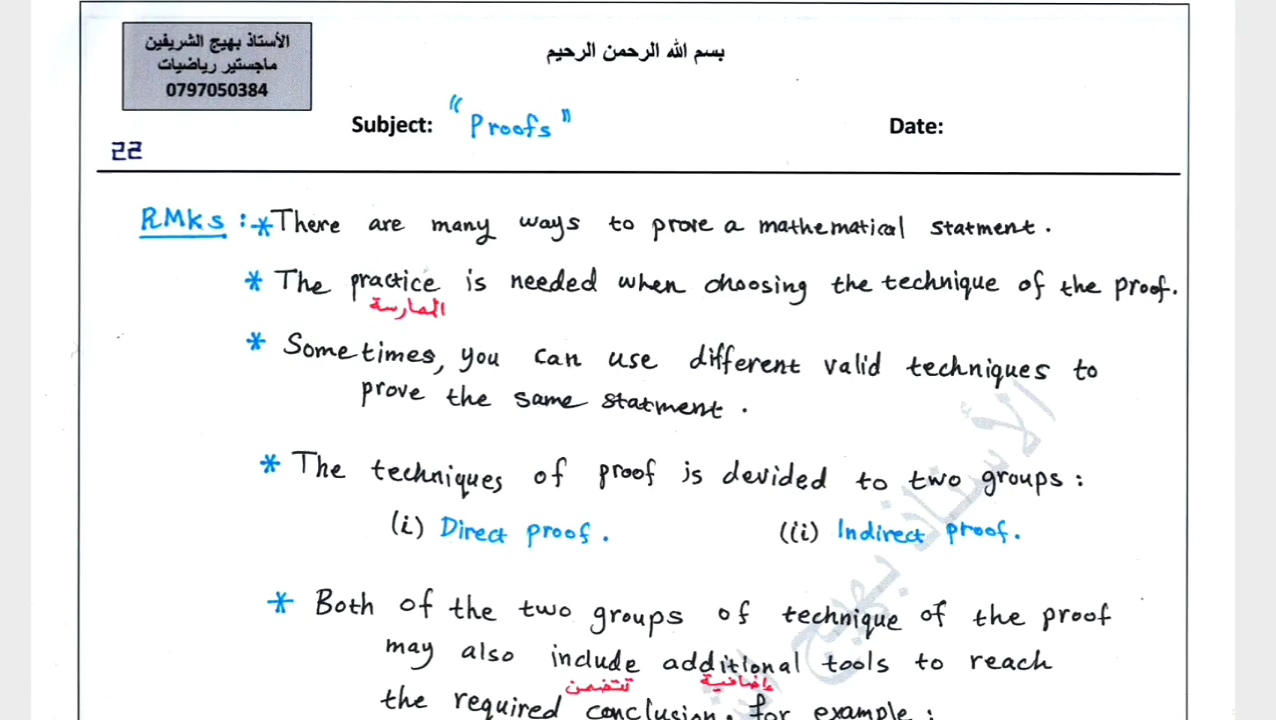 الأستاذ بهيج الشريفين
ماجستير رياضيات
0797050384
بسم الله الرحمن الرحيم
Subject: "Proofs"
Date:
22
RMks : * There are many ways to prove a mathematical statment.
* The practice is needed when choosing the technique of the proof.
الممارسة
* Sometimes, you can use different valid techniques to
prove the same statment.
* The techniques of proof is devided to two groups:
(i) Direct proof. (ii) Indirect proof.
* Both of the two groups of technique of the proof
may also include additional tools to reach
تتضمن إضافية
the required conclusion. for example:
الأستاذ بهيج